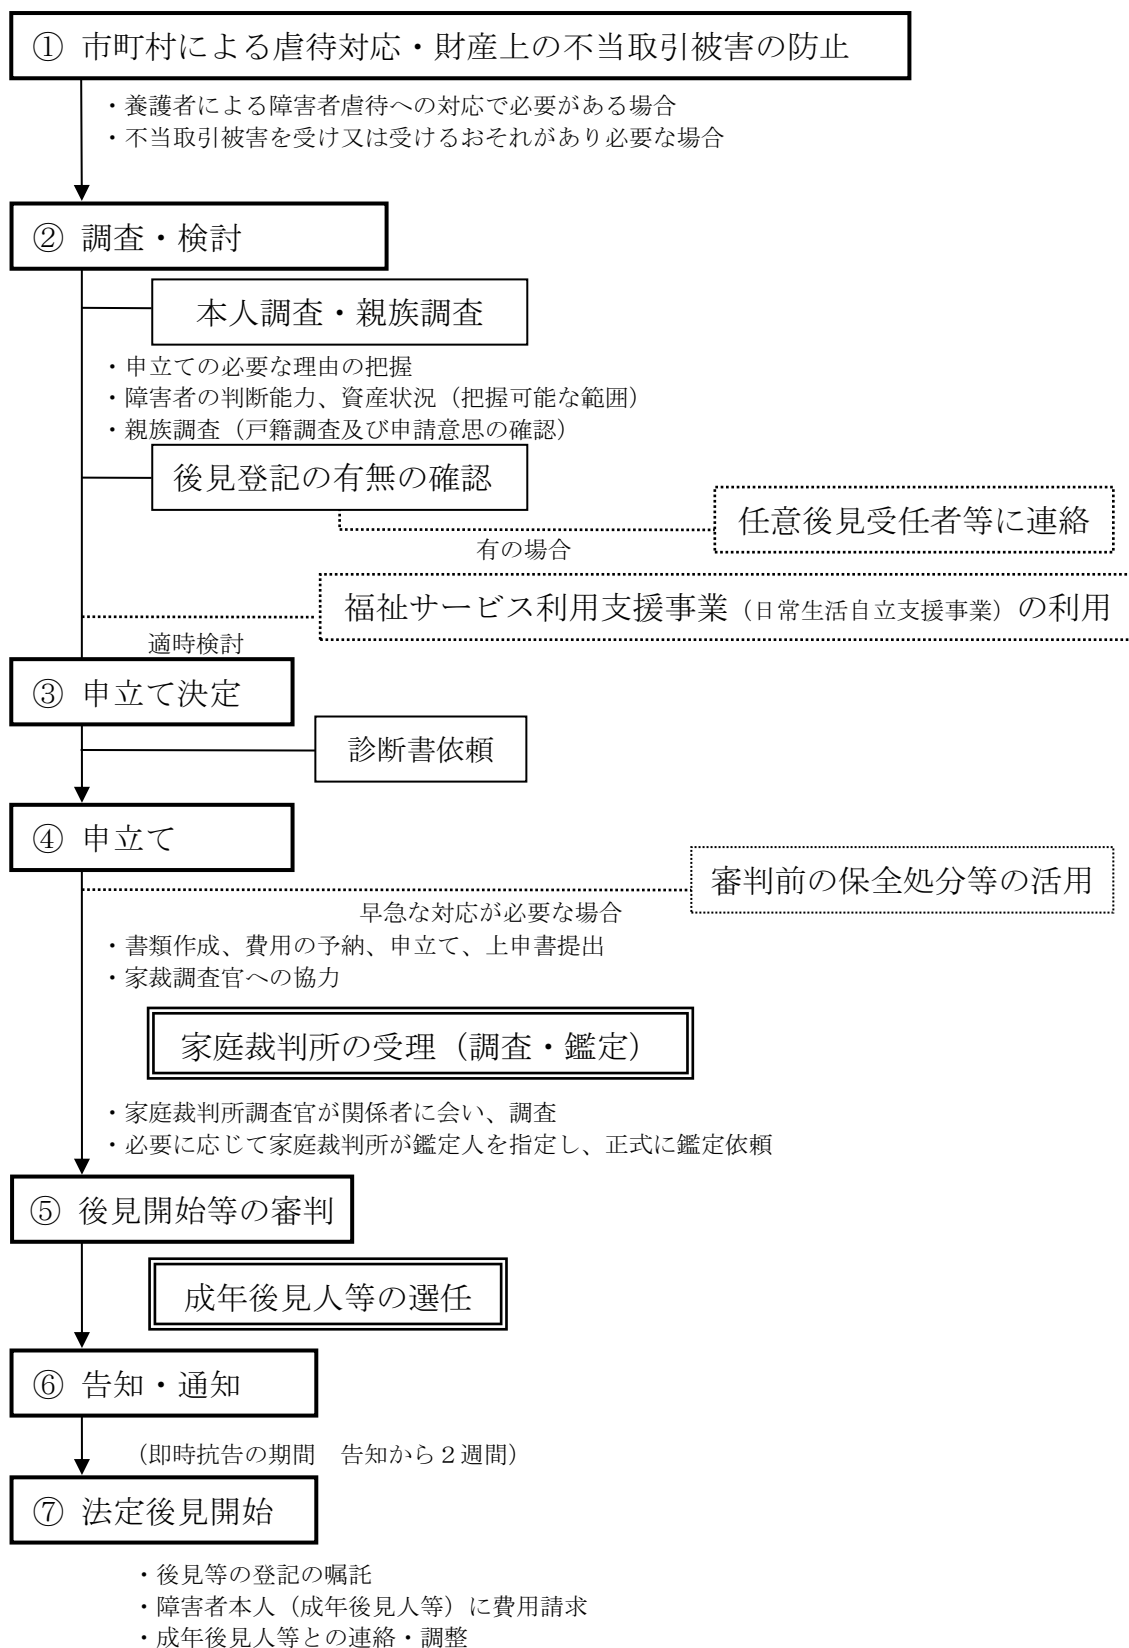 ① 市町村による虐待対応・財産上の不当取引被害の防止
・養護者による障害者虐待への対応で必要がある場合
・不当取引被害を受け又は受けるおそれがあり必要な場合
② 調査・検討
本人調査・親族調査
・申立ての必要な理由の把握
・障害者の判断能力、資産状況（把握可能な範囲）
・親族調査（戸籍調査及び申請意思の確認）
後見登記の有無の確認
任意後見受任者等に連絡
有の場合
福祉サービス利用支援事業（日常生活自立支援事業）の利用
適時検討
③ 申立て決定
診断書依頼
④ 申立て
審判前の保全処分等の活用
早急な対応が必要な場合
・書類作成、費用の予納、申立て、上申書提出
・家裁調査官への協力
家庭裁判所の受理（調査・鑑定）
・家庭裁判所調査官が関係者に会い、調査
・必要に応じて家庭裁判所が鑑定人を指定し、正式に鑑定依頼
⑤ 後見開始等の審判
成年後見人等の選任
⑥ 告知・通知
（即時抗告の期間　告知から２週間）
⑦ 法定後見開始
・後見等の登記の嘱託
・障害者本人（成年後見人等）に費用請求
・成年後見人等との連絡・調整